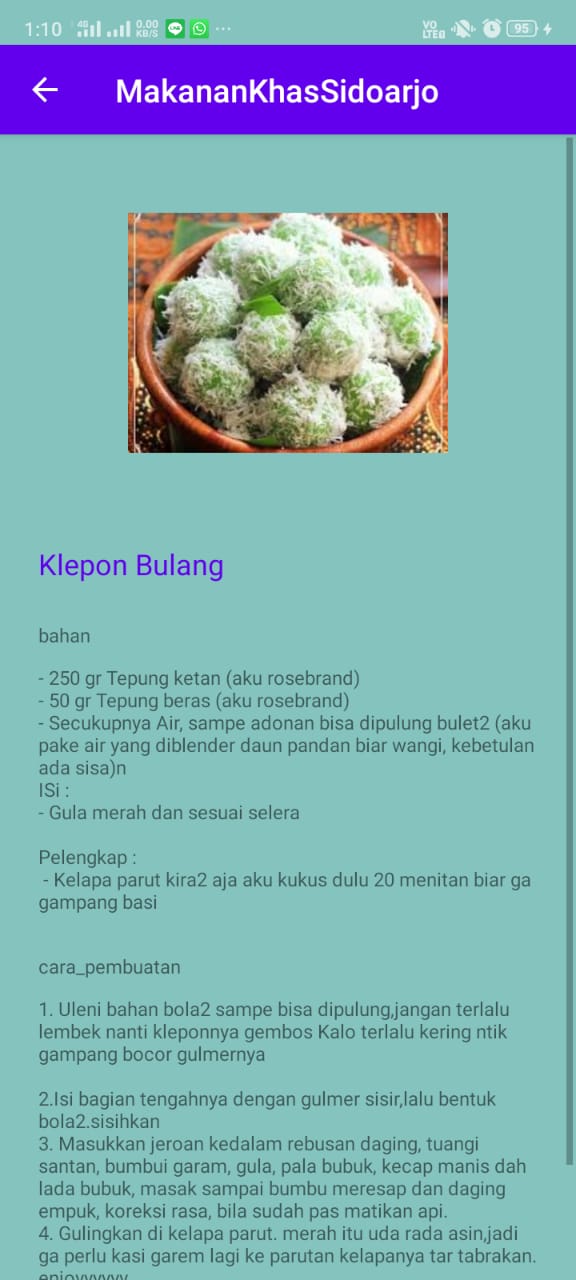 1:10 4G 0.00 KB/S LINE ... VO LTE 95
MakananKhasSidoarjo
Klepon Bulang
bahan
- 250 gr Tepung ketan (aku rosebrand)
- 50 gr Tepung beras (aku rosebrand)
- Secukupnya Air, sampe adonan bisa dipulung bulet2 (aku
pake air yang diblender daun pandan biar wangi, kebetulan
ada sisa)n
ISi :
- Gula merah dan sesuai selera
Pelengkap :
- Kelapa parut kira2 aja aku kukus dulu 20 menitan biar ga
gampang basi
cara_pembuatan
1. Uleni bahan bola2 sampe bisa dipulung,jangan terlalu
lembek nanti kleponnya gembos Kalo terlalu kering ntik
gampang bocor gulmernya
2.Isi bagian tengahnya dengan gulmer sisir,lalu bentuk
bola2.sisihkan
3. Masukkan jeroan kedalam rebusan daging, tuangi
santan, bumbui garam, gula, pala bubuk, kecap manis dah
lada bubuk, masak sampai bumbu meresap dan daging
empuk, koreksi rasa, bila sudah pas matikan api.
4. Gulingkan di kelapa parut. merah itu uda rada asin,jadi
ga perlu kasi garem lagi ke parutan kelapanya tar tabrakan.